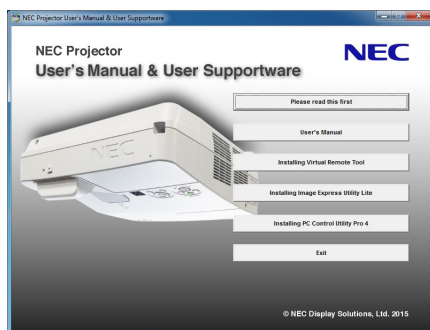 NEC Projector User's Manual & User Supportware
NEC Projector
NEC
User's Manual & User Supportware
Please read this first
User's Manual
NEC
Installing Virtual Remote Tool
Installing Image Express Utility Lite
Installing PC Control Utility Pro 4
Exit
© NEC Display Solutions, Ltd. 2015